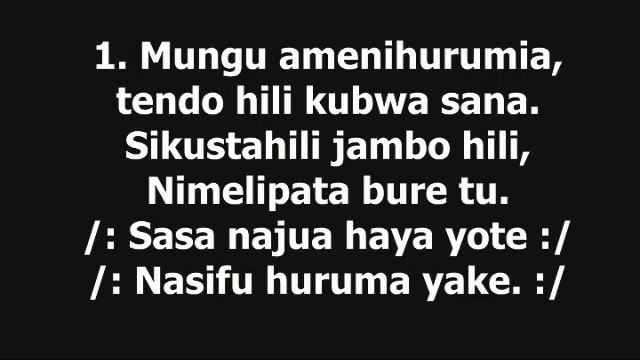 1. Mungu amenihurumia,
tendo hili kubwa sana.
Sikustahili jambo hili,
Nimelipata bure tu.
/: Sasa najua haya yote :/
/: Nasifu huruma yake. :/